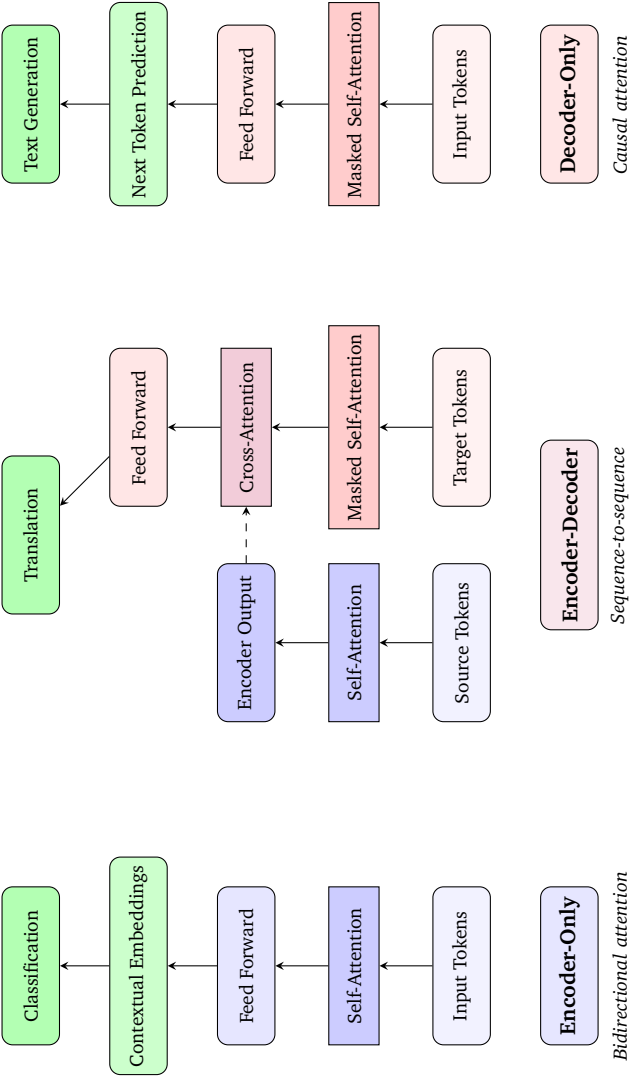 Encoder-Only
Bidirectional attention
Input Tokens
Self-Attention
Feed Forward
Contextual Embeddings
Classification
Encoder-Decoder
Sequence-to-sequence
Source Tokens
Self-Attention
Encoder Output
Target Tokens
Masked Self-Attention
Cross-Attention
Feed Forward
Translation
Decoder-Only
Causal attention
Input Tokens
Masked Self-Attention
Feed Forward
Next Token Prediction
Text Generation